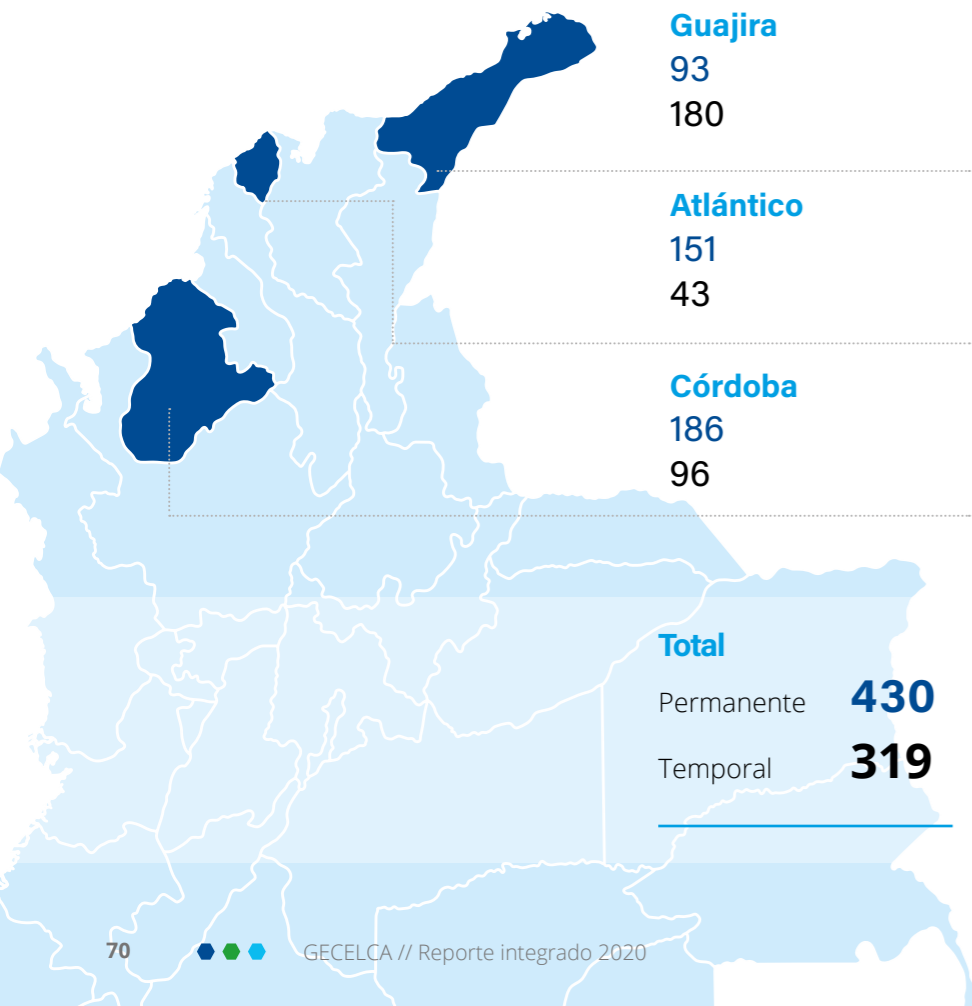 Guajira
93
180
Atlántico
151
43
Córdoba
186
96
Total
Permanente 430
Temporal 319
70 GECELCA // Reporte integrado 2020